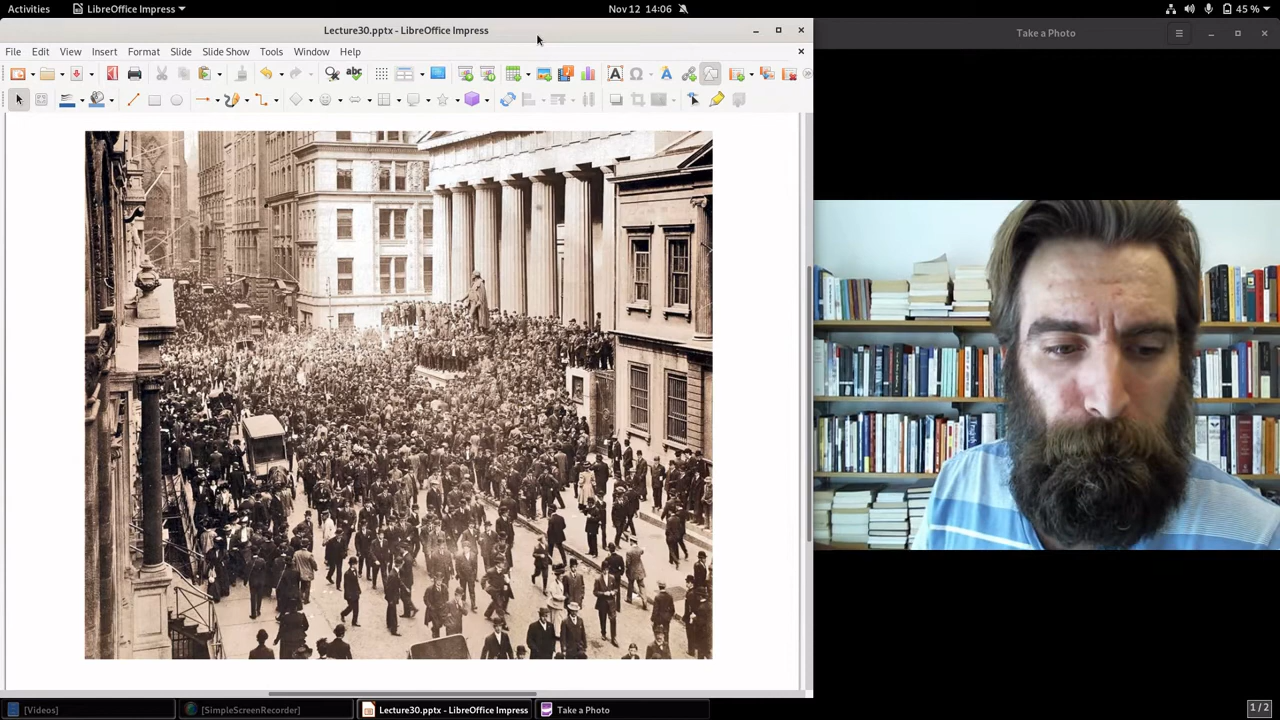 Activities LibreOffice Impress Nov 12 14:06 45 %
Lecture30.pptx - LibreOffice Impress
Take a Photo
File Edit View Insert Format Slide Slide Show Tools Window Help
abc
[Videos] [SimpleScreenRecorder] Lecture30.pptx - LibreOffice Impress Take a Photo 1/2